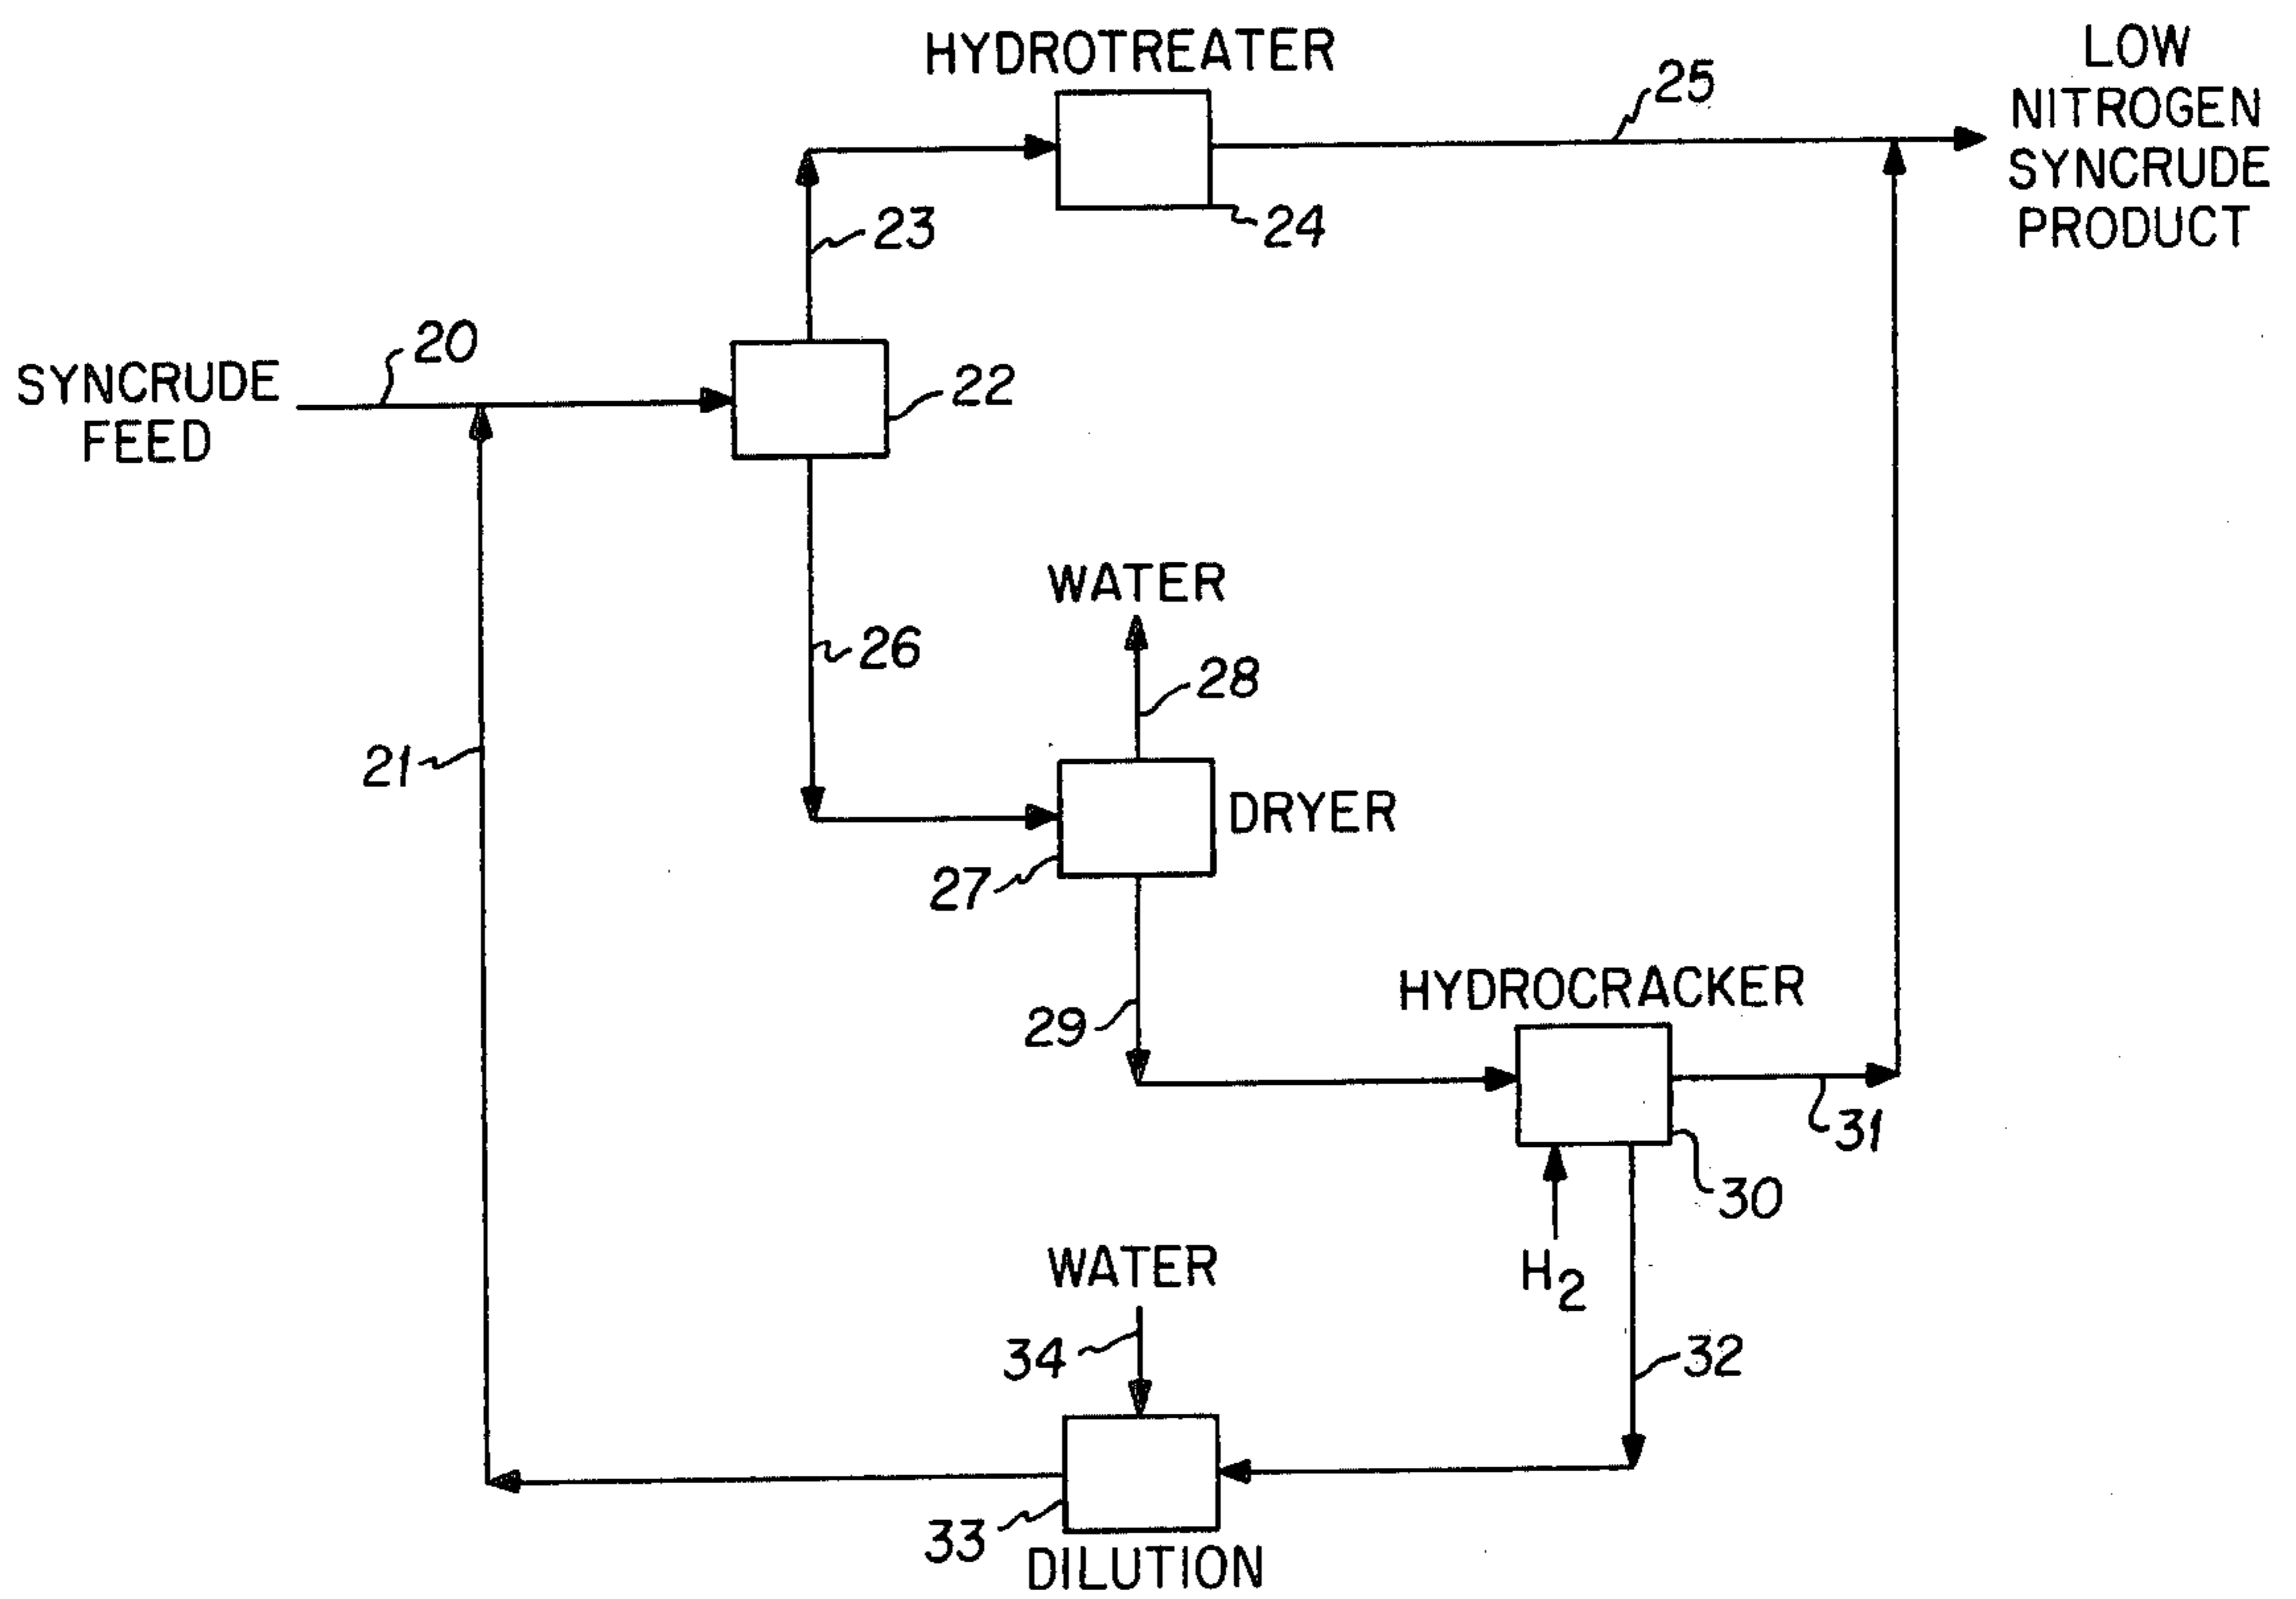 HYDROTREATER
LOW
NITROGEN
SYNCRUDE
PRODUCT
25
24
23
SYNCRUDE
FEED
20
22
WATER
26
28
21
DRYER
27
29
HYDROCRACKER
31
30
H2
WATER
34
32
33
DILUTION